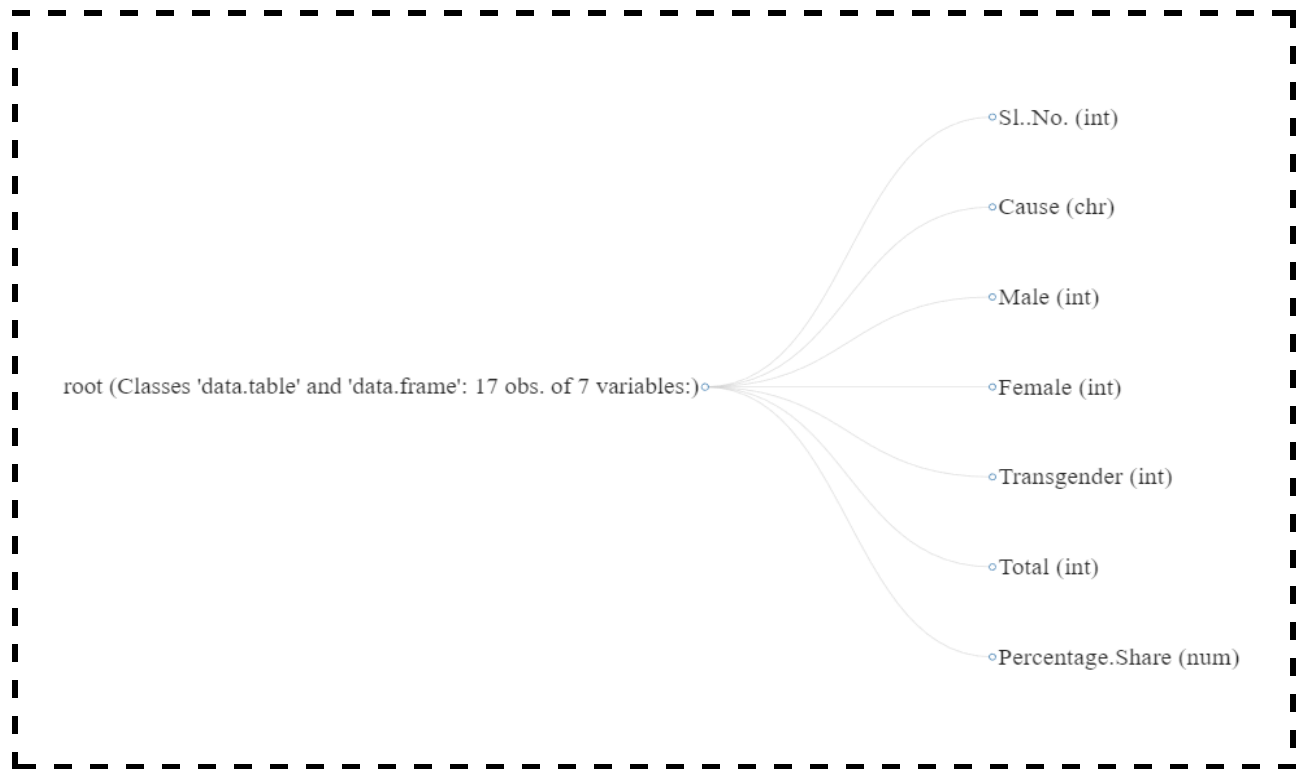 Sl..No. (int)
Cause (chr)
Male (int)
root (Classes 'data.table' and 'data.frame': 17 obs. of 7 variables:)
Female (int)
Transgender (int)
Total (int)
Percentage.Share (num)